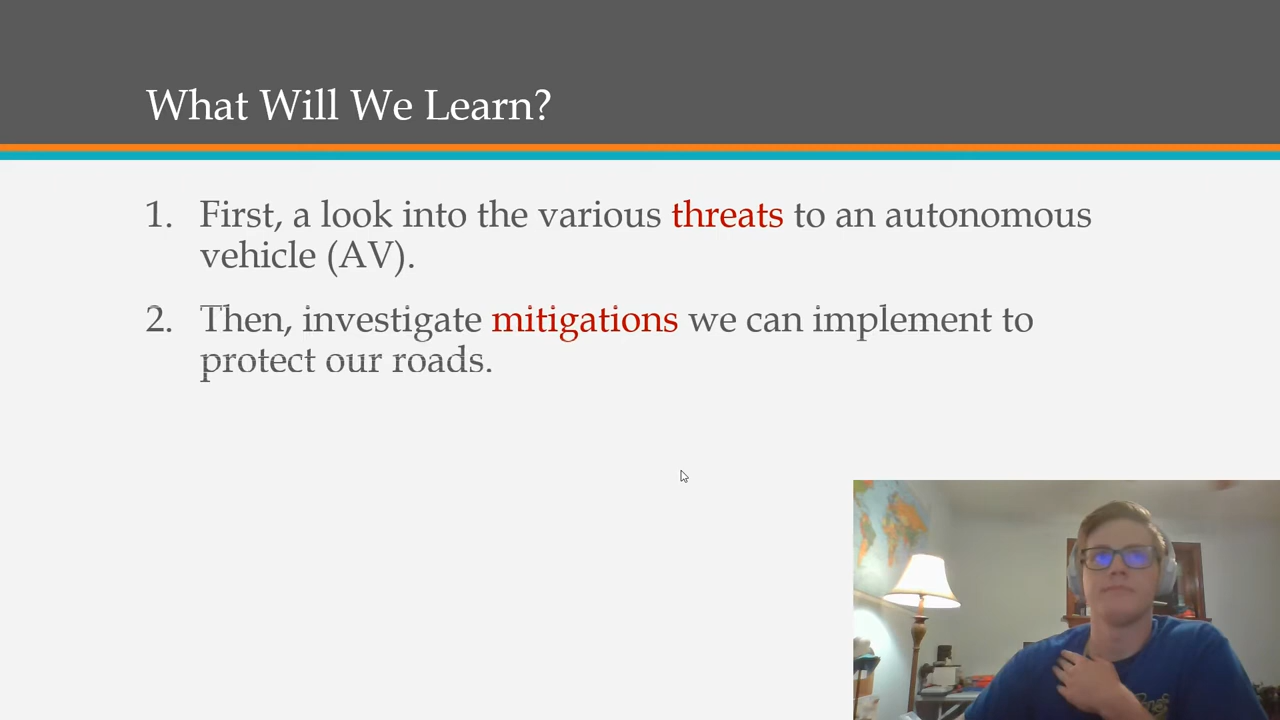 What Will We Learn?
1. First, a look into the various threats to an autonomous
vehicle (AV).
2. Then, investigate mitigations we can implement to
protect our roads.